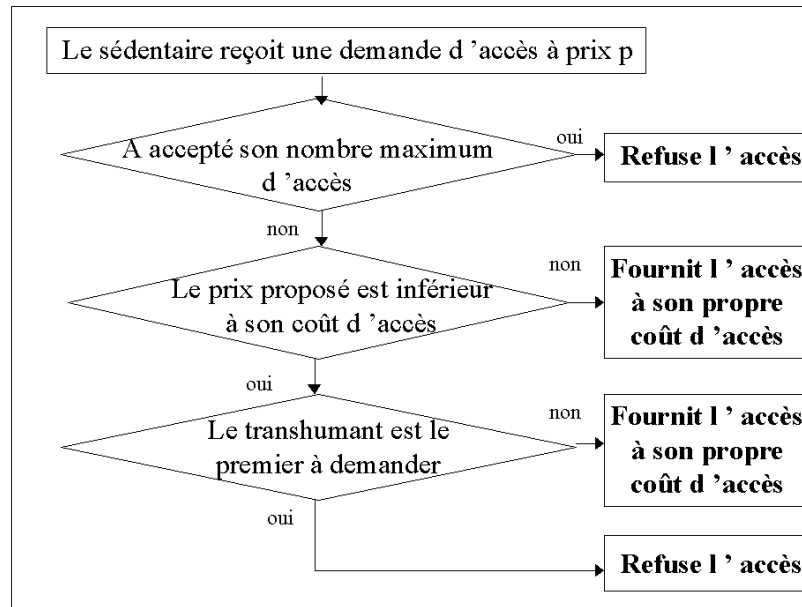 Le sédentaire reçoit une demande d ’accès à prix p
A accepté son nombre maximum
d ’accès
oui
Refuse l ’ accès
non
Le prix proposé est inférieur
à son coût d ’accès
non
Fournit l ’ accès
à son propre
coût d ’accès
oui
Le transhumant est le
premier à demander
non
Fournit l ’ accès
à son propre
coût d ’accès
oui
Refuse l ’ accès